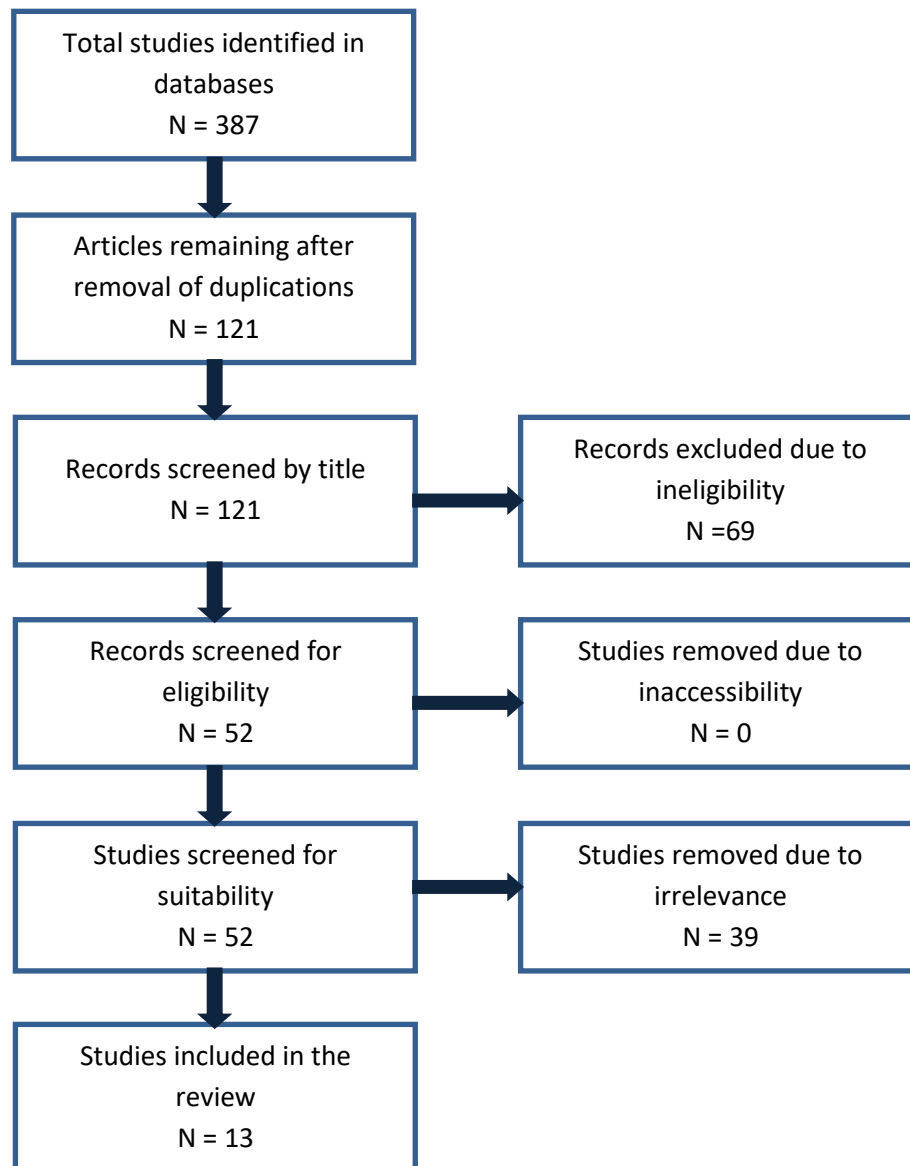 Total studies identified in
databases
N = 387
Articles remaining after
removal of duplications
N = 121
Records screened by title
N = 121
Records excluded due to
ineligibility
N =69
Records screened for
eligibility
N = 52
Studies removed due to
inaccessibility
N = 0
Studies screened for
suitability
N = 52
Studies removed due to
irrelevance
N = 39
Studies included in the
review
N = 13